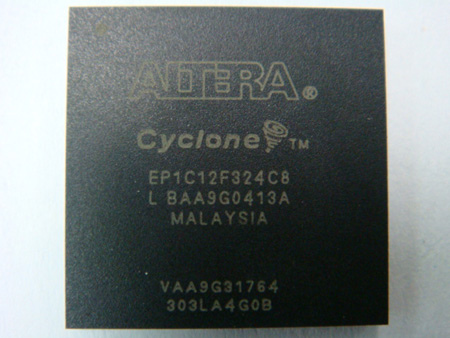 ALTERA®
Cyclone™
EP1C12F324C8
L BAA9G0413A
MALAYSIA
VAA9G31764
303LA4G0B